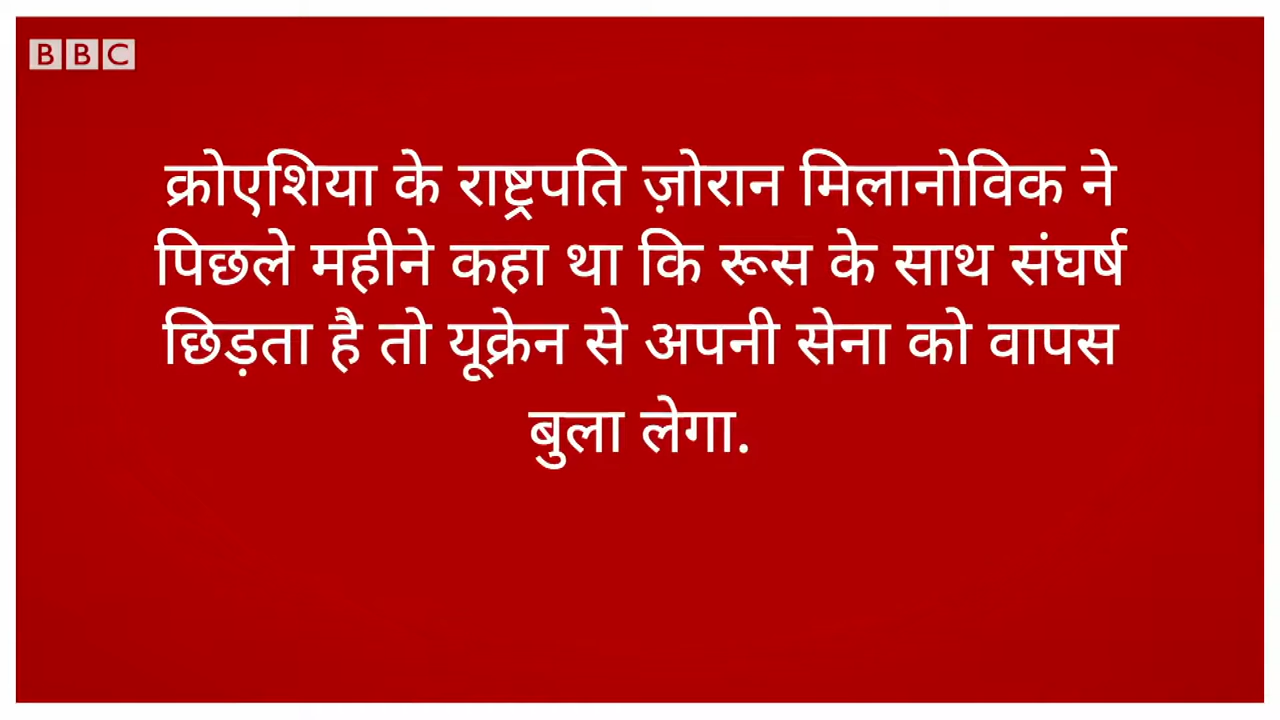 BBC
क्रोएशिया के राष्ट्रपति ज़ोरान मिलानोविक ने
पिछले महीने कहा था कि रूस के साथ संघर्ष
छिड़ता है तो यूक्रेन से अपनी सेना को वापस
बुला लेगा.